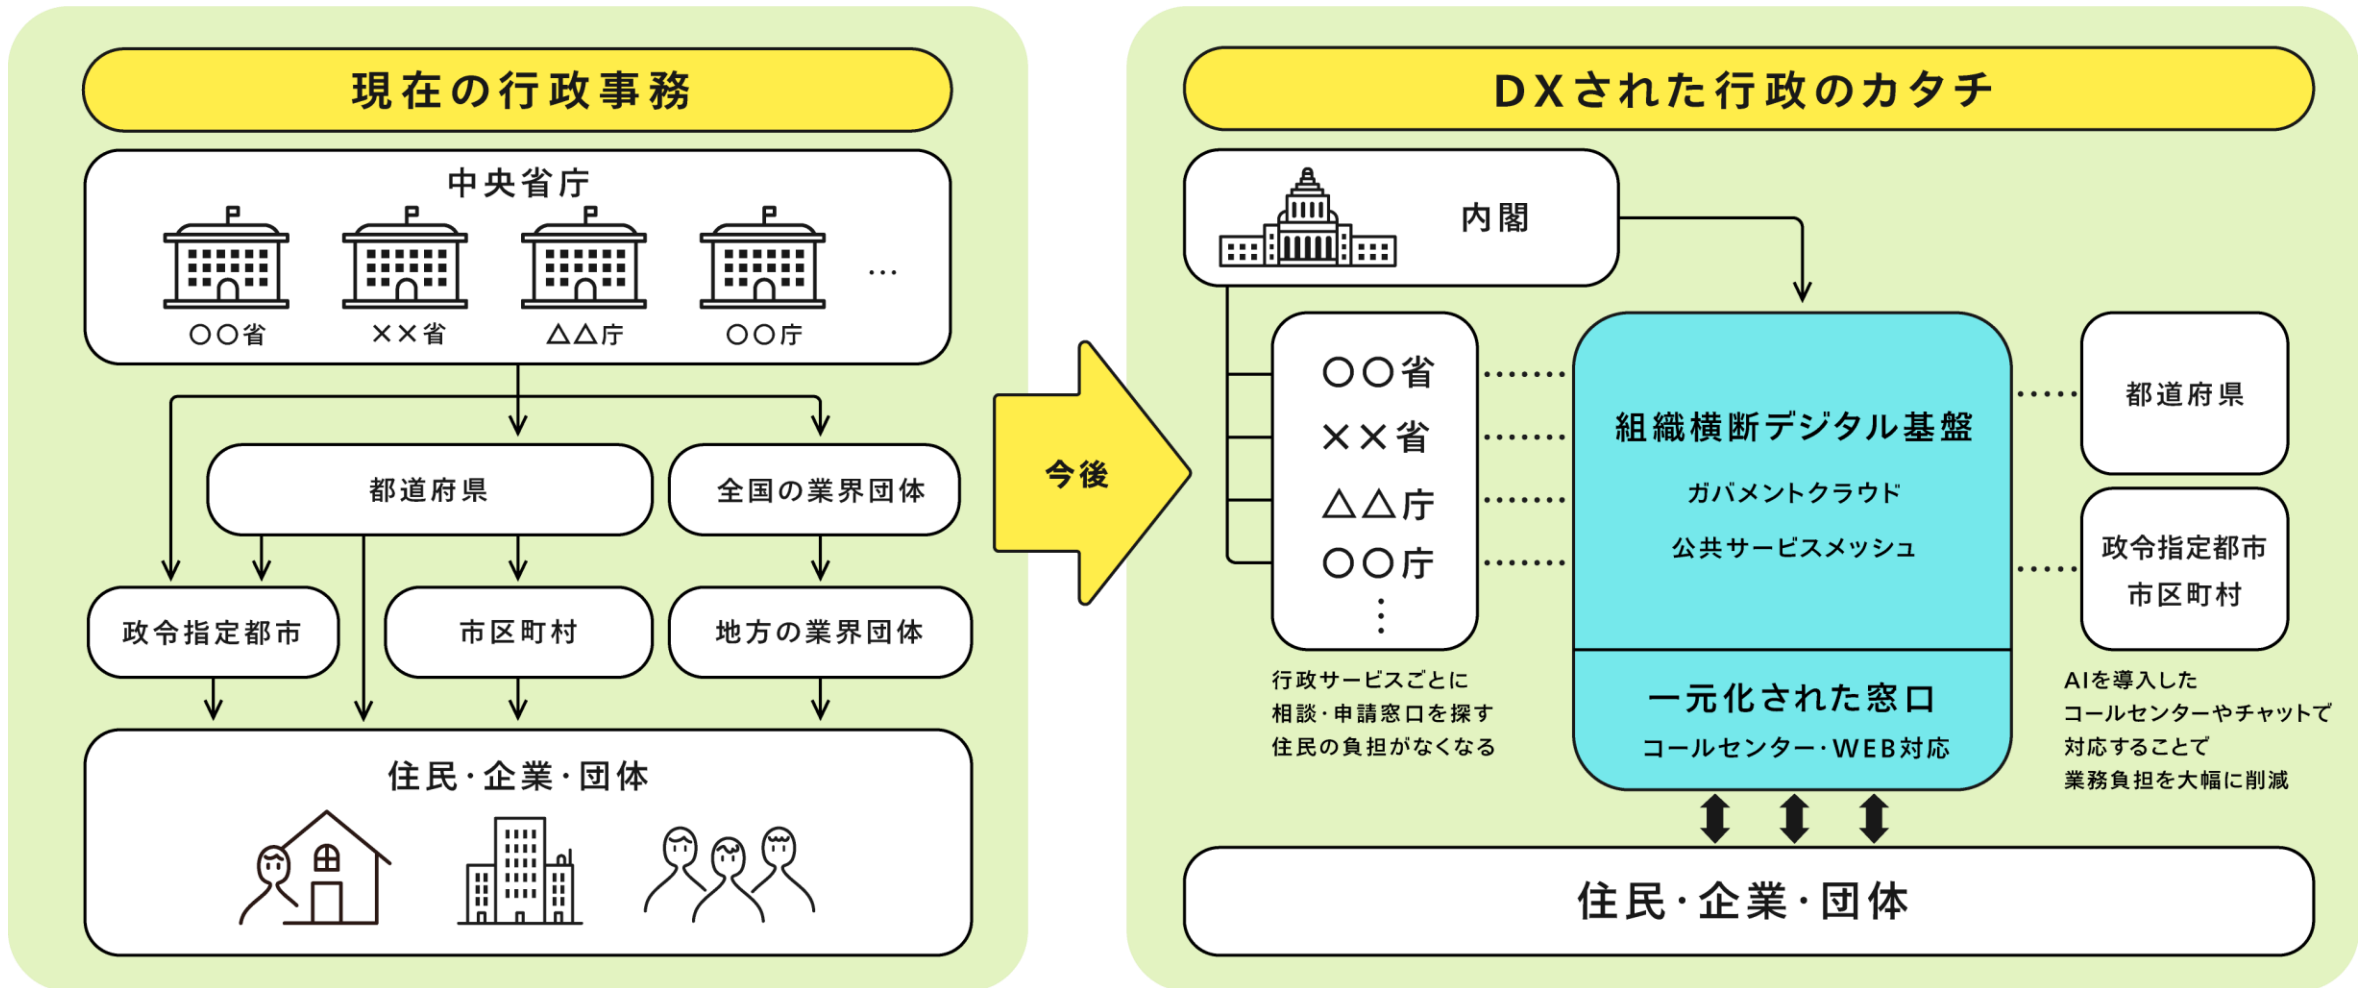 現在の行政事務
中央省庁
〇〇省
××省
△△庁
〇〇庁
…
都道府県
全国の業界団体
政令指定都市
市区町村
地方の業界団体
住民・企業・団体
今後
DXされた行政のカタチ
内閣
〇〇省
××省
△△庁
〇〇庁
⋮
行政サービスごとに
相談・申請窓口を探す
住民の負担がなくなる
組織横断デジタル基盤
ガバメントクラウド
公共サービスメッシュ
一元化された窓口
コールセンター・WEB対応
都道府県
政令指定都市
市区町村
AIを導入した
コールセンターやチャットで
対応することで
業務負担を大幅に削減
住民・企業・団体